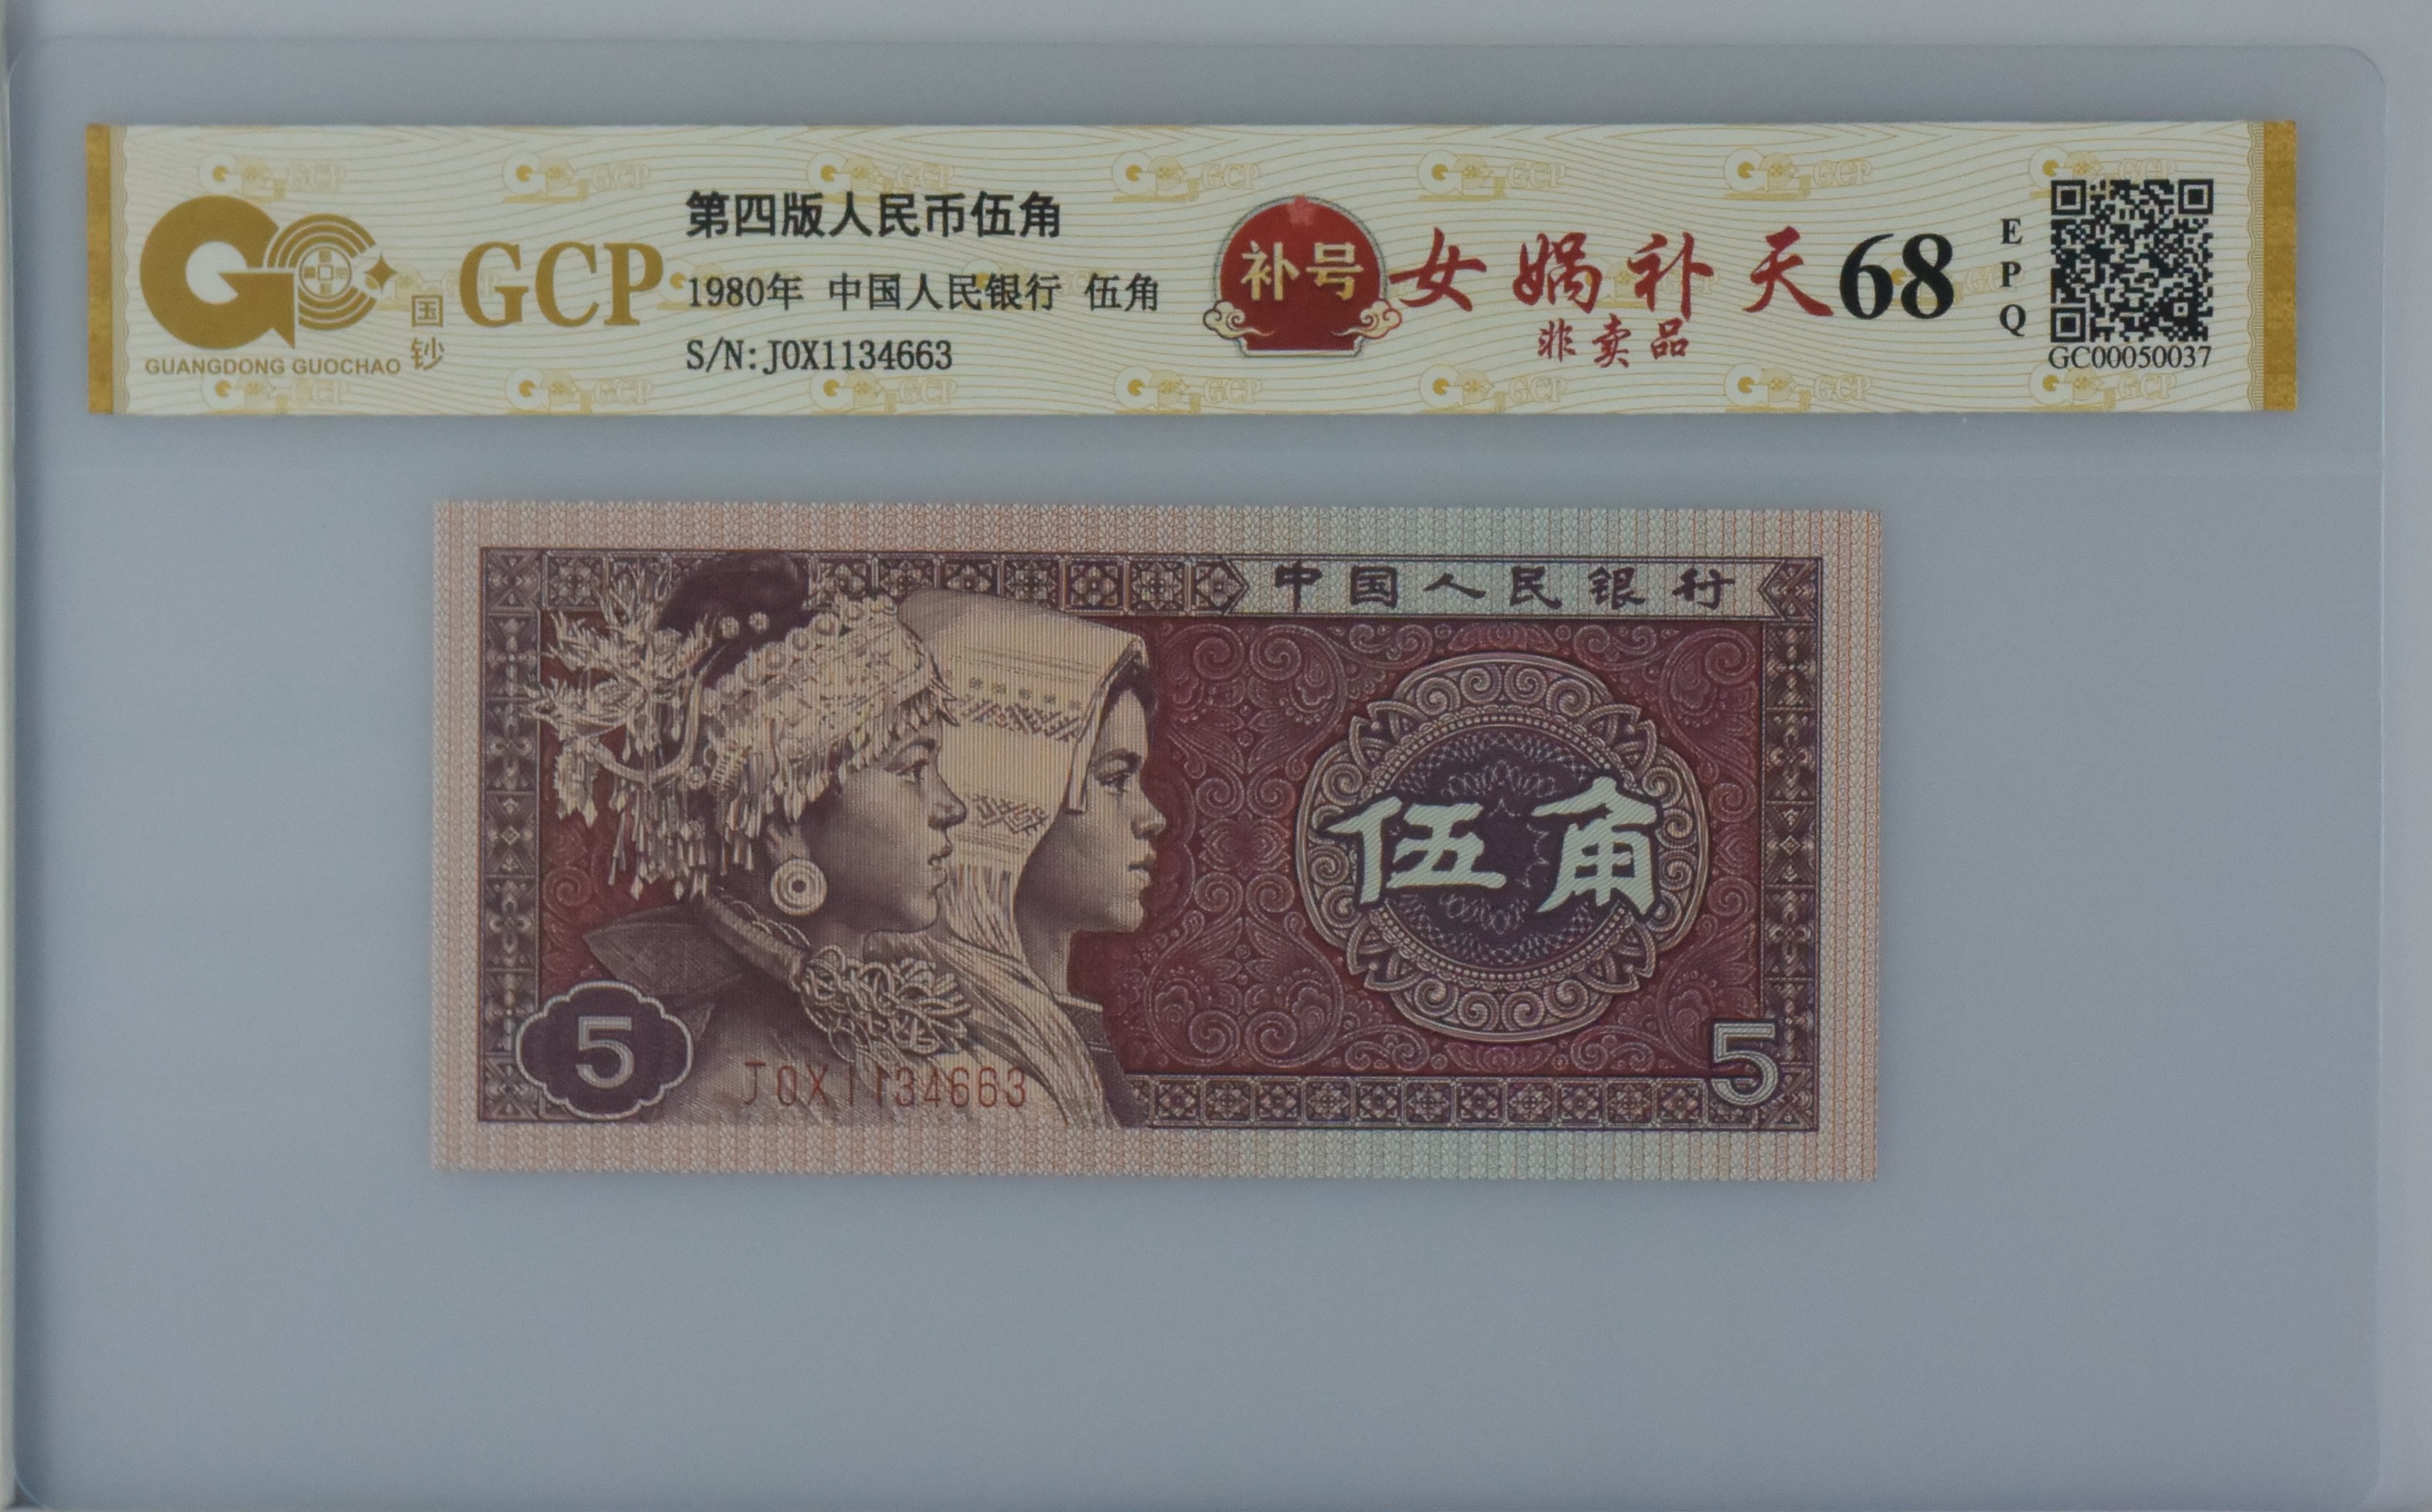 GUANGDONG GUOCHAO
国钞
GCP
第四版人民币伍角
1980年 中国人民银行 伍角
S/N:J0X1134663
补号
女娲补天
非卖品
68
EPQ
GC00050037
中国人民银行
伍角
5
J0X1134663
5